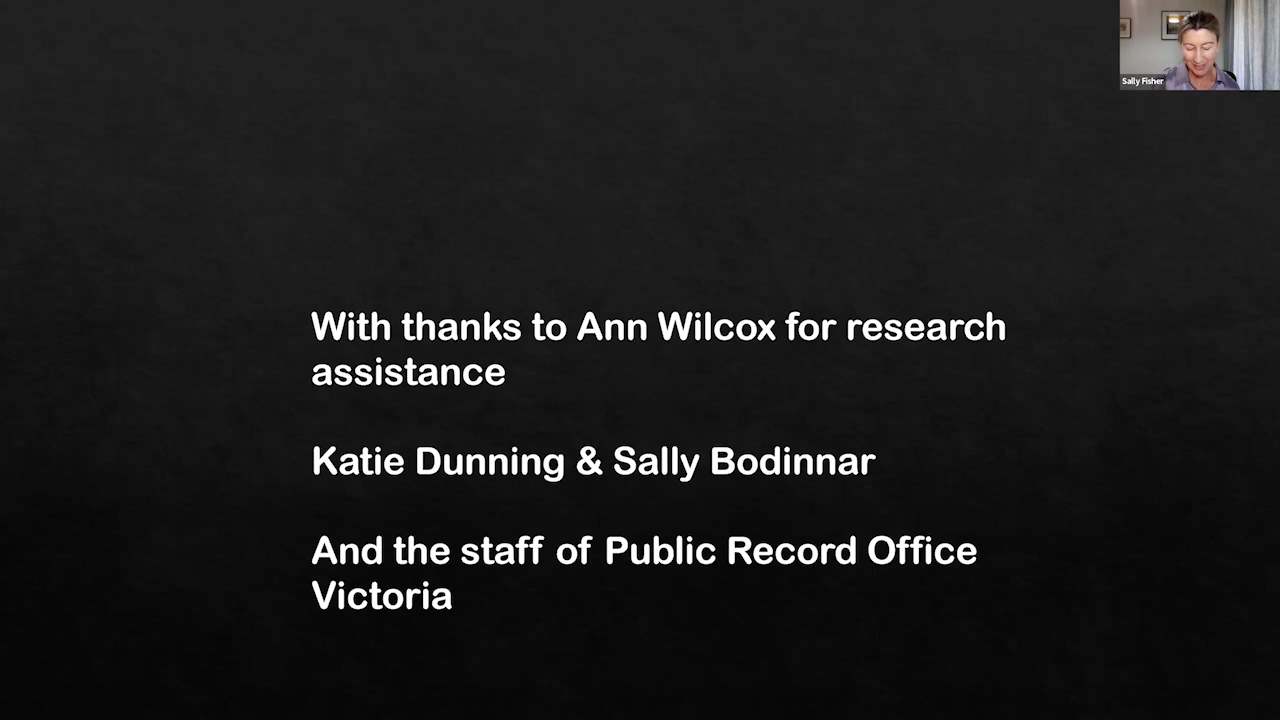 Sally Fisher
With thanks to Ann Wilcox for research
assistance
Katie Dunning & Sally Bodinnar
And the staff of Public Record Office
Victoria